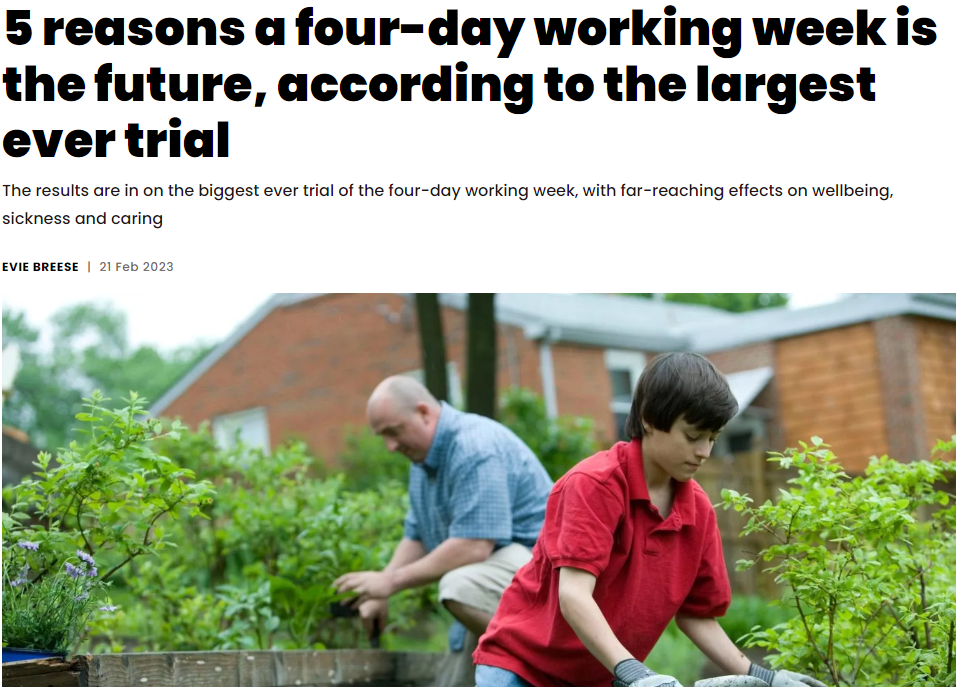 5 reasons a four-day working week is
the future, according to the largest
ever trial
The results are in on the biggest ever trial of the four-day working week, with far-reaching effects on wellbeing,
sickness and caring
EVIE BREESE | 21 Feb 2023